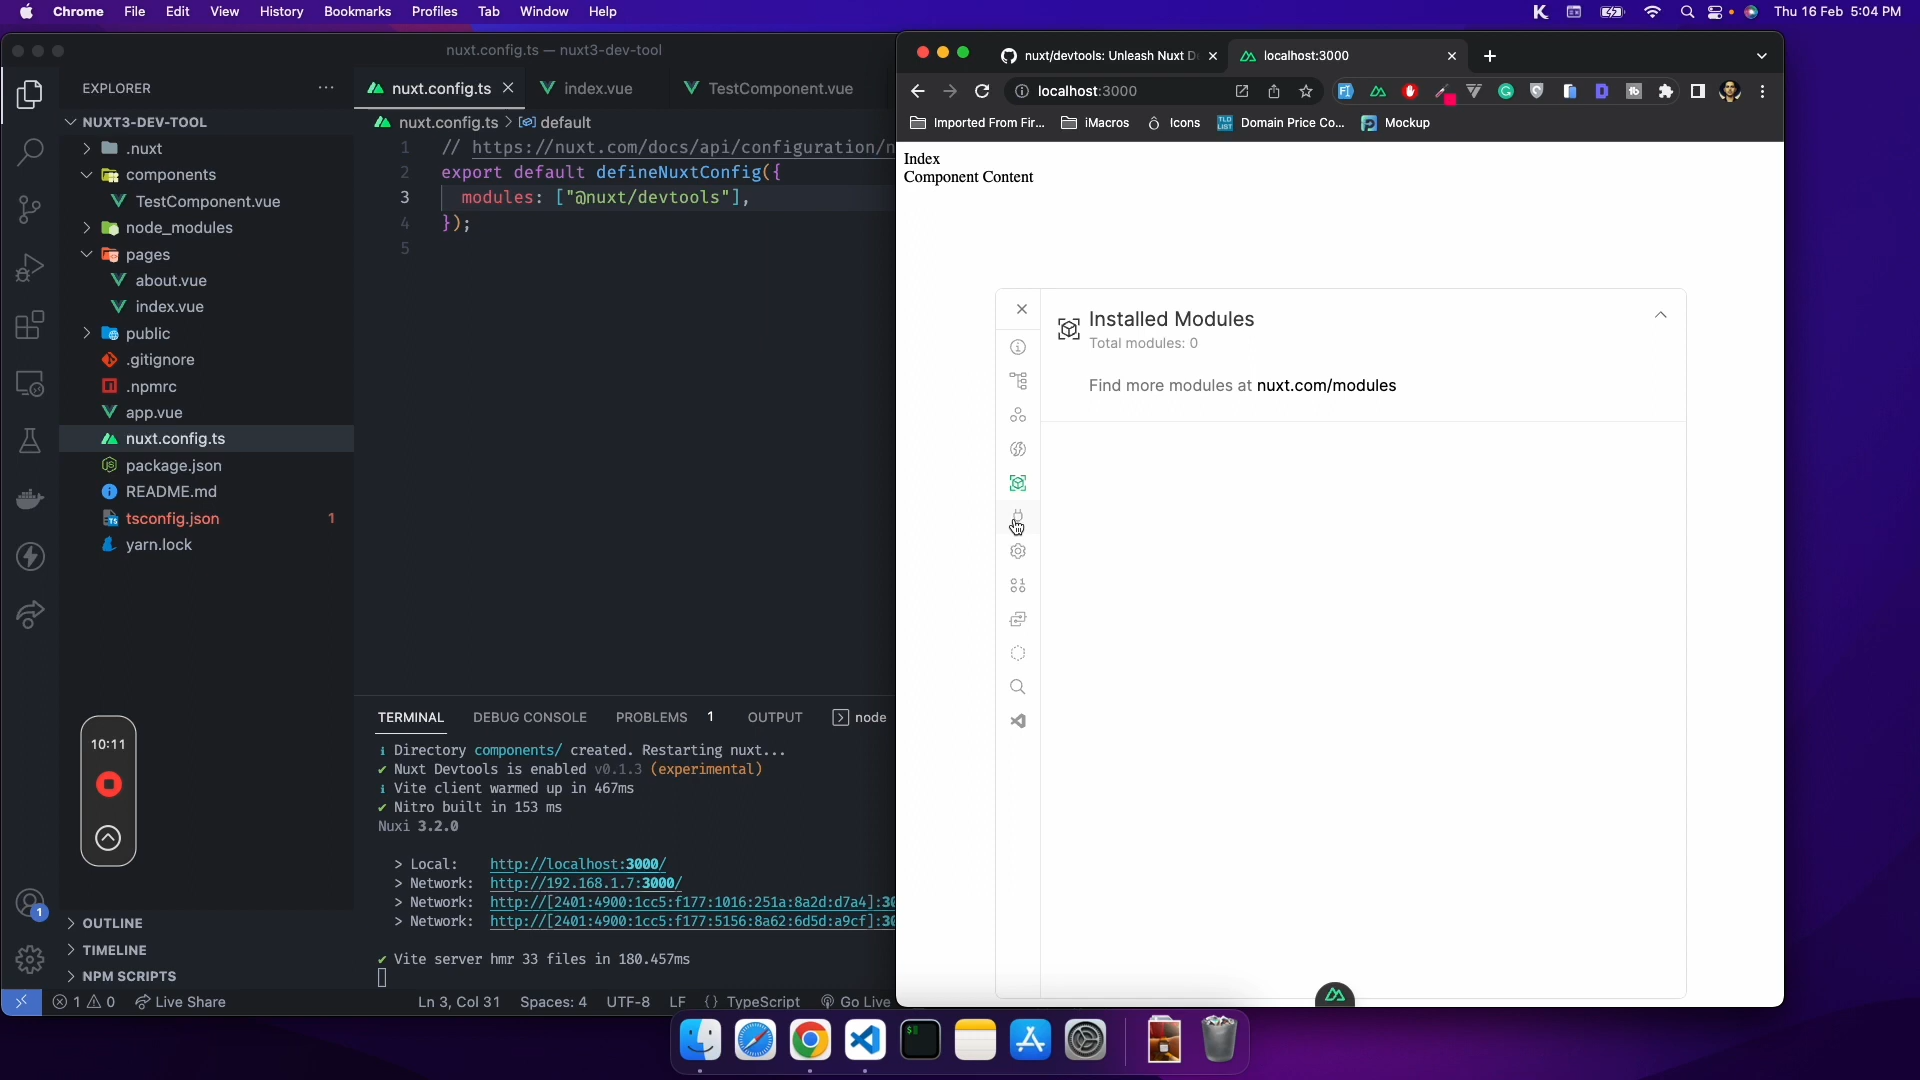 Chrome File Edit View History Bookmarks Profiles Tab Window Help
Thu 16 Feb 5:04 PM
nuxt.config.ts — nuxt3-dev-tool
EXPLORER
nuxt.config.ts
index.vue
TestComponent.vue
NUXT3-DEV-TOOL
.nuxt
components
TestComponent.vue
node_modules
pages
about.vue
index.vue
public
.gitignore
.npmrc
app.vue
nuxt.config.ts
package.json
README.md
tsconfig.json 1
yarn.lock
nuxt.config.ts > default
1 // https://nuxt.com/docs/api/configuration/n
2 export default defineNuxtConfig({
3 modules: ["@nuxt/devtools"],
4 });
5
10:11
TERMINAL DEBUG CONSOLE PROBLEMS 1 OUTPUT node
i Directory components/ created. Restarting nuxt...
✔ Nuxt Devtools is enabled v0.1.3 (experimental)
i Vite client warmed up in 467ms
✔ Nitro built in 153 ms
Nuxi 3.2.0
> Local: http://localhost:3000/
> Network: http://192.168.1.7:3000/
> Network: http://[2401:4900:1cc5:f177:1016:251a:8a2d:d7a4]:30
> Network: http://[2401:4900:1cc5:f177:5156:8a62:6d5d:a9cf]:30
✔ Vite server hmr 33 files in 180.457ms
1
OUTLINE
TIMELINE
NPM SCRIPTS
1 0 Live Share
Ln 3, Col 31 Spaces: 4 UTF-8 LF {} TypeScript Go Live
nuxt/devtools: Unleash Nuxt D
localhost:3000
localhost:3000
Imported From Fir... iMacros Icons Domain Price Co... Mockup
Index
Component Content
Installed Modules
Total modules: 0
Find more modules at nuxt.com/modules